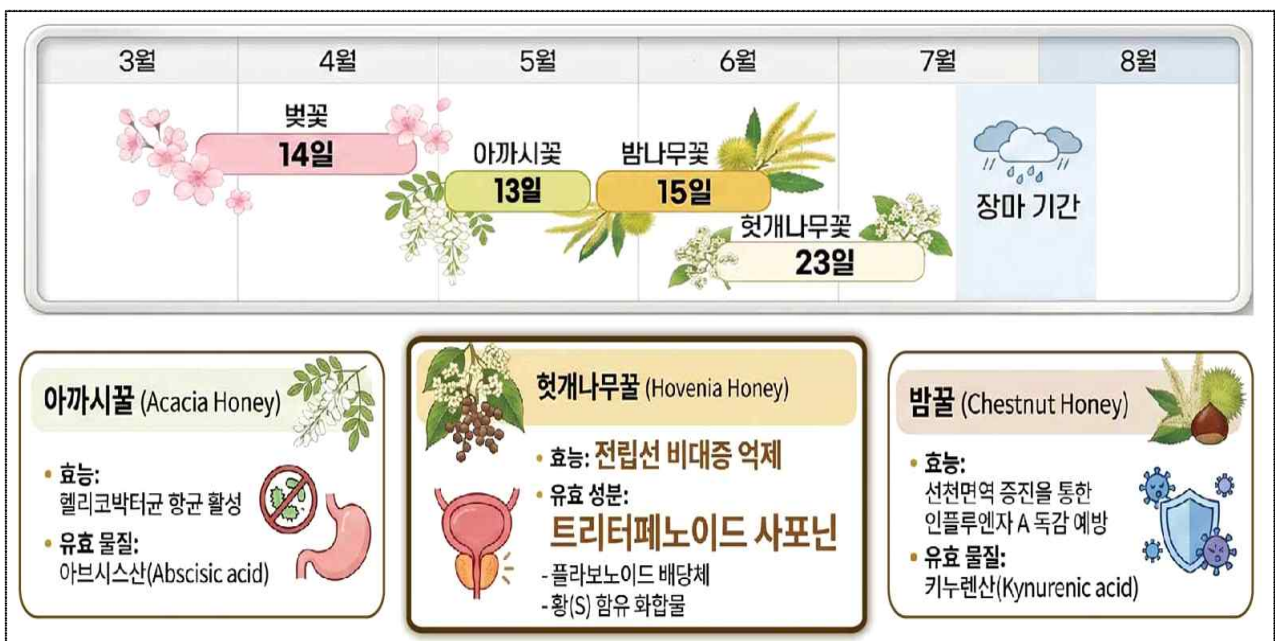 3월 4월 5월 6월 7월 8월
벚꽃
14일
아까시꽃
13일
밤나무꽃
15일
헛개나무꽃
23일
장마 기간
아까시꿀 (Acacia Honey)
• 효능:
헬리코박터균 항균 활성
• 유효 물질:
아브시스산(Abscisic acid)
헛개나무꿀 (Hovenia Honey)
• 효능: 전립선 비대증 억제
• 유효 성분:
트리터페노이드 사포닌
-플라보노이드 배당체
-황(S) 함유 화합물
밤꿀 (Chestnut Honey)
• 효능:
선천면역 증진을 통한
인플루엔자 A 독감 예방
• 유효 물질:
키누렌산(Kynurenic acid)